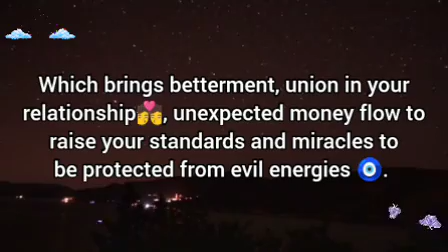 Which brings betterment, union in your
relationship💏, unexpected money flow to
raise your standards and miracles to
be protected from evil energies 🧿.